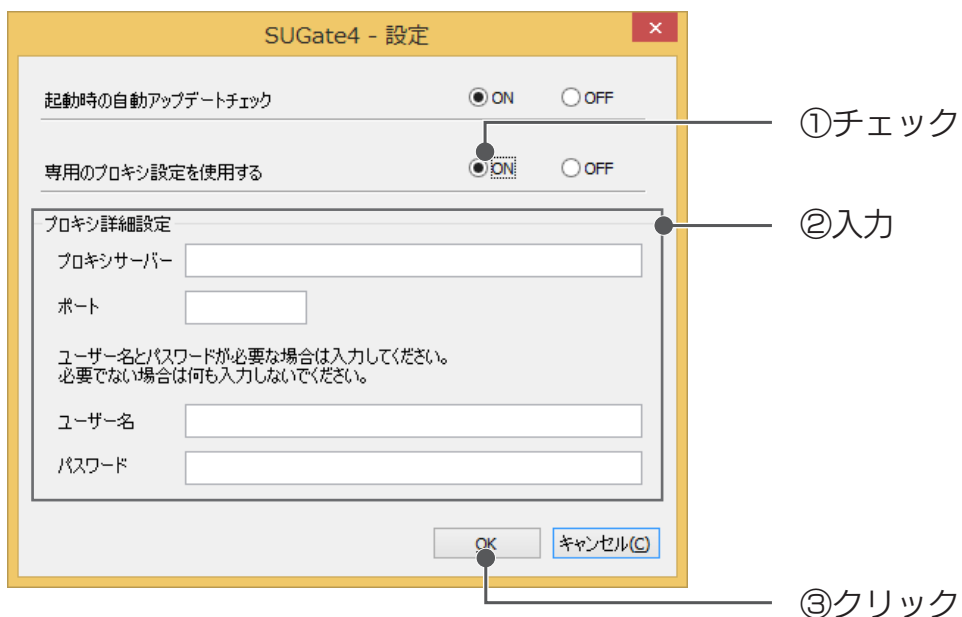 SUGate4 - 設定
×
起動時の自動アップデートチェック ON OFF
①チェック
専用のプロキシ設定を使用する ON OFF
②入力
プロキシ詳細設定
プロキシサーバー
ポート
ユーザー名とパスワードが必要な場合は入力してください。
必要でない場合は何も入力しないでください。
ユーザー名
パスワード
OK キャンセル(C)
③クリック